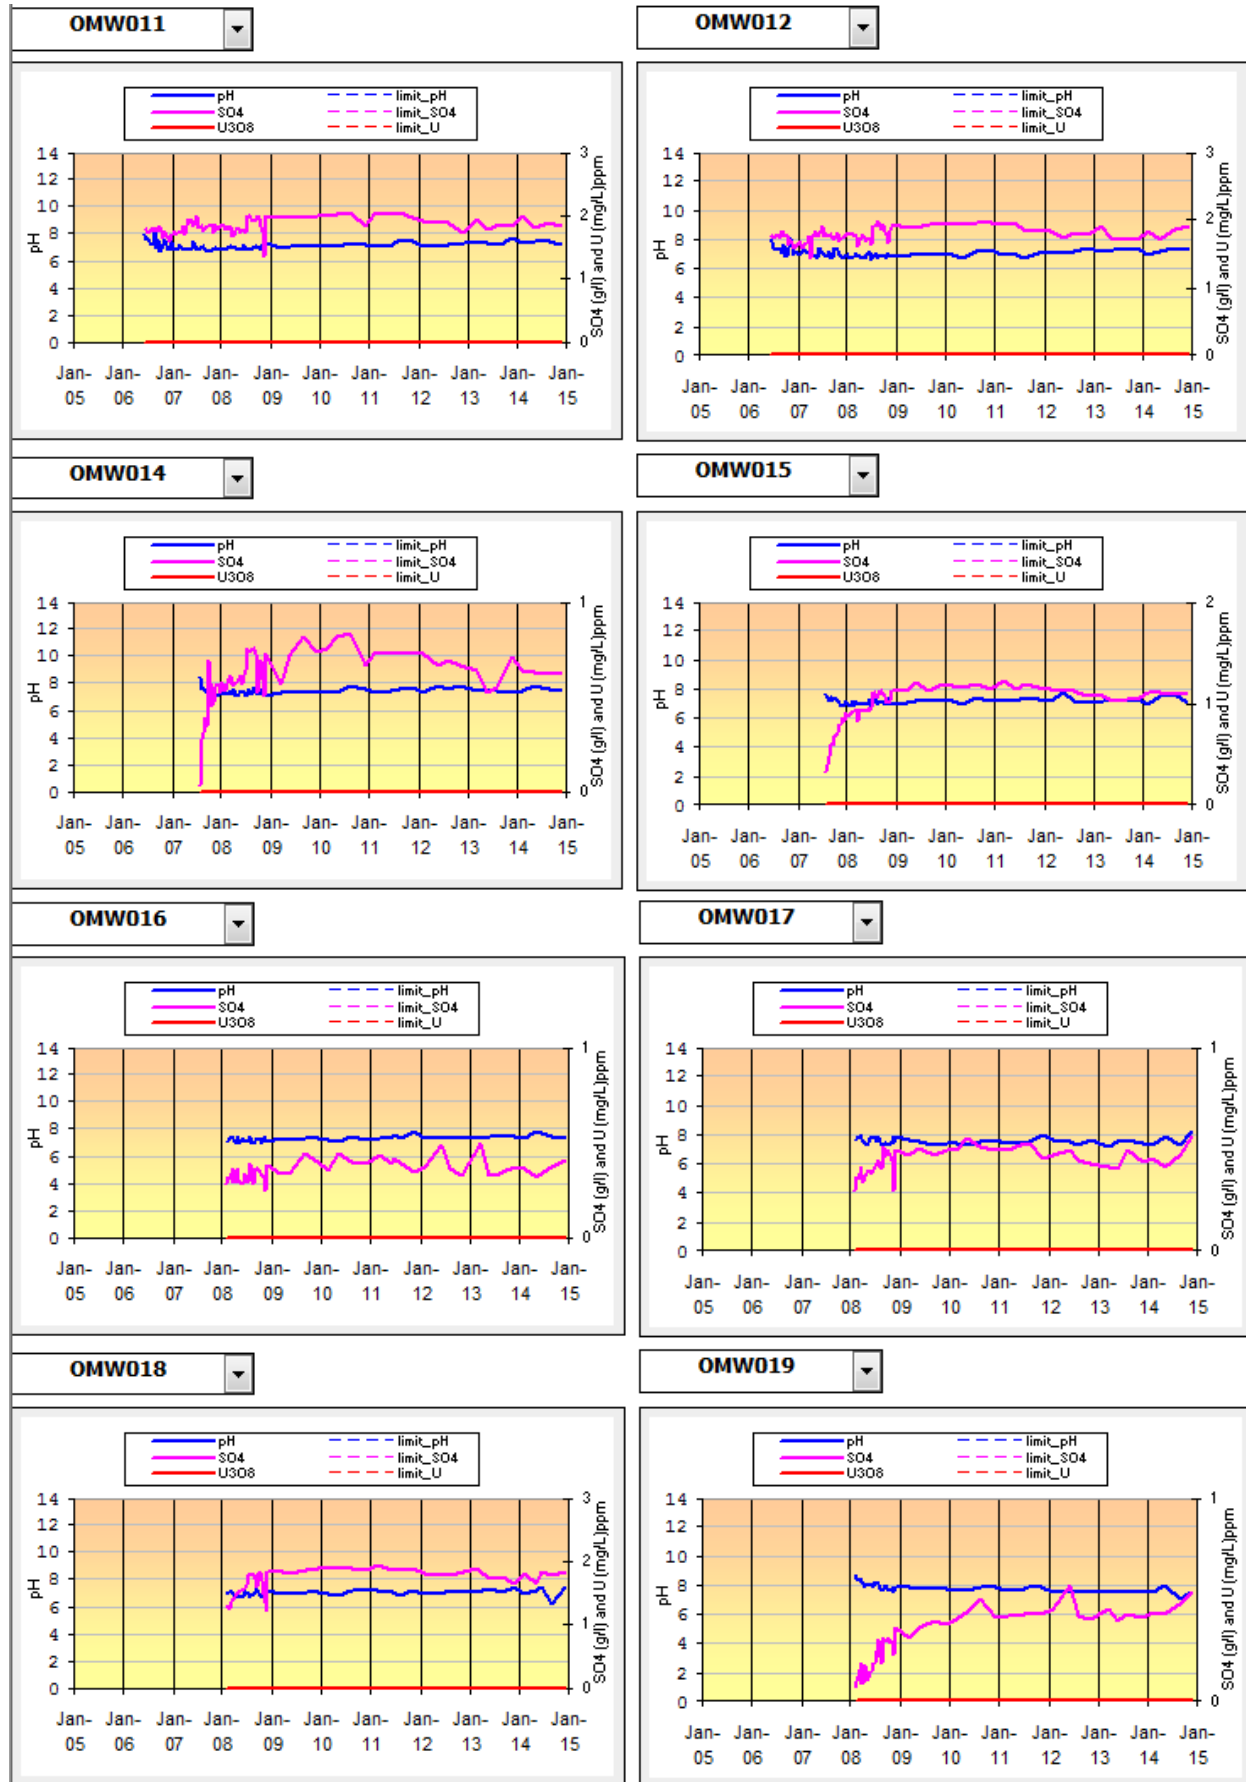 OMW011
pH limit_pH
SO4 limit_SO4
U3O8 limit_U
14
12
10
8
6
4
2
0
pH
3
2
1
0
SO4 (g/l) and U (mg/L)ppm
Jan-05 Jan-06 Jan-07 Jan-08 Jan-09 Jan-10 Jan-11 Jan-12 Jan-13 Jan-14 Jan-15
OMW012
pH limit_pH
SO4 limit_SO4
U3O8 limit_U
14
12
10
8
6
4
2
0
pH
3
2
1
0
SO4 (g/l) and U (mg/L)ppm
Jan-05 Jan-06 Jan-07 Jan-08 Jan-09 Jan-10 Jan-11 Jan-12 Jan-13 Jan-14 Jan-15
OMW014
pH limit_pH
SO4 limit_SO4
U3O8 limit_U
14
12
10
8
6
4
2
0
pH
1
0
SO4 (g/l) and U (mg/L)ppm
Jan-05 Jan-06 Jan-07 Jan-08 Jan-09 Jan-10 Jan-11 Jan-12 Jan-13 Jan-14 Jan-15
OMW015
pH limit_pH
SO4 limit_SO4
U3O8 limit_U
14
12
10
8
6
4
2
0
pH
2
1
0
SO4 (g/l) and U (mg/L)ppm
Jan-05 Jan-06 Jan-07 Jan-08 Jan-09 Jan-10 Jan-11 Jan-12 Jan-13 Jan-14 Jan-15
OMW016
pH limit_pH
SO4 limit_SO4
U3O8 limit_U
14
12
10
8
6
4
2
0
pH
1
0
SO4 (g/l) and U (mg/L)ppm
Jan-05 Jan-06 Jan-07 Jan-08 Jan-09 Jan-10 Jan-11 Jan-12 Jan-13 Jan-14 Jan-15
OMW017
pH limit_pH
SO4 limit_SO4
U3O8 limit_U
14
12
10
8
6
4
2
0
pH
1
0
SO4 (g/l) and U (mg/L)ppm
Jan-05 Jan-06 Jan-07 Jan-08 Jan-09 Jan-10 Jan-11 Jan-12 Jan-13 Jan-14 Jan-15
OMW018
pH limit_pH
SO4 limit_SO4
U3O8 limit_U
14
12
10
8
6
4
2
0
pH
3
2
1
0
SO4 (g/l) and U (mg/L)ppm
Jan-05 Jan-06 Jan-07 Jan-08 Jan-09 Jan-10 Jan-11 Jan-12 Jan-13 Jan-14 Jan-15
OMW019
pH limit_pH
SO4 limit_SO4
U3O8 limit_U
14
12
10
8
6
4
2
0
pH
1
0
SO4 (g/l) and U (mg/L)ppm
Jan-05 Jan-06 Jan-07 Jan-08 Jan-09 Jan-10 Jan-11 Jan-12 Jan-13 Jan-14 Jan-15